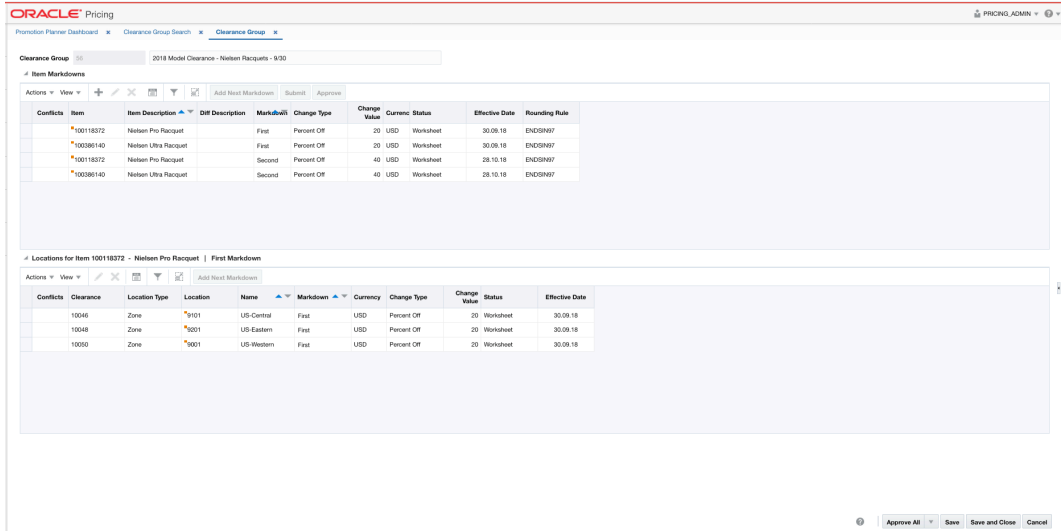 ORACLE® Pricing
PRICING_ADMIN
Promotion Planner Dashboard x Clearance Group Search x Clearance Group x
Clearance Group 50 2018 Model Clearance - Nielsen Racquets - 9/30
Item Markdowns
Actions View Add Next Markdown Submit Approve
Conflicts Item Item Description Diff Description Markdown Change Type Change Value Currenc Status Effective Date Rounding Rule
100118372 Nielsen Pro Racquet First Percent Off 20 USD Worksheet 30.09.18 ENDSIN97
100386140 Nielsen Ultra Racquet First Percent Off 20 USD Worksheet 30.09.18 ENDSIN97
100118372 Nielsen Pro Racquet Second Percent Off 40 USD Worksheet 28.10.18 ENDSIN97
100386140 Nielsen Ultra Racquet Second Percent Off 40 USD Worksheet 28.10.18 ENDSIN97
Locations for Item 100118372 - Nielsen Pro Racquet | First Markdown
Actions View Add Next Markdown
Conflicts Clearance Location Type Location Name Markdown Currency Change Type Change Value Status Effective Date
10046 Zone 9101 US-Central First USD Percent Off 20 Worksheet 30.09.18
10048 Zone 9201 US-Eastern First USD Percent Off 20 Worksheet 30.09.18
10050 Zone 9001 US-Western First USD Percent Off 20 Worksheet 30.09.18
Approve All Save Save and Close Cancel